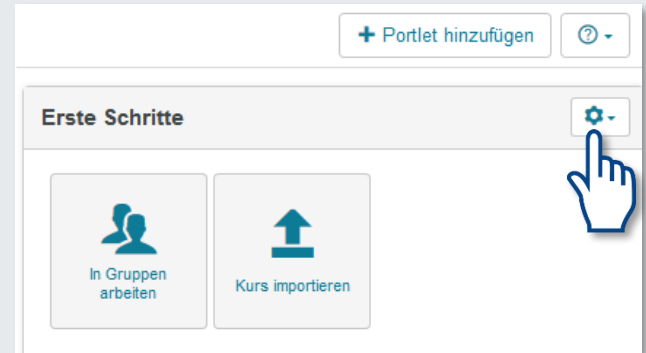 Portlet hinzufügen
Erste Schritte
In Gruppen
arbeiten
Kurs importieren